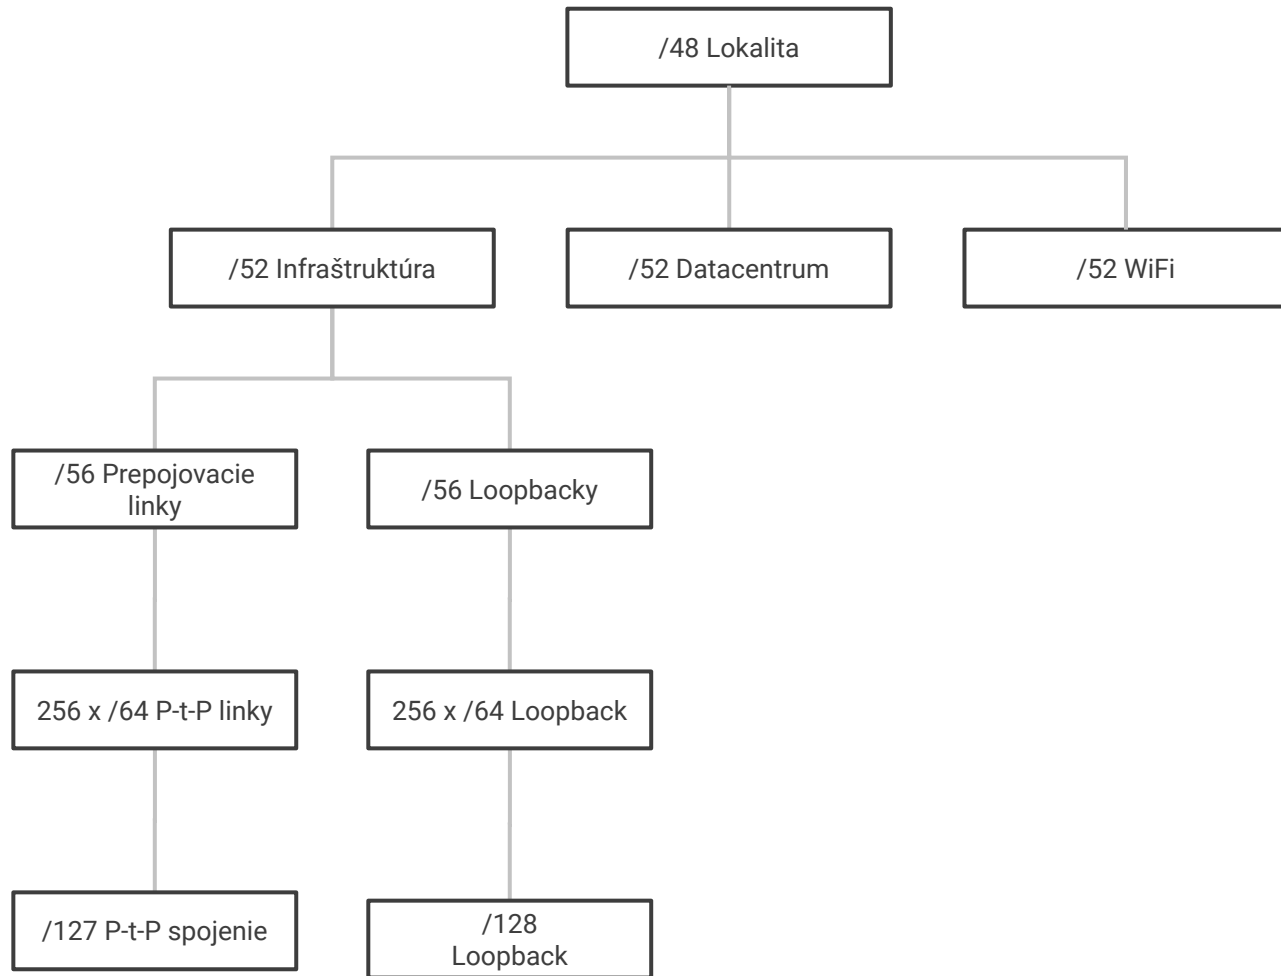 /48 Lokalita
/52 Infraštruktúra
/52 Datacentrum
/52 WiFi
/56 Prepojovacie
linky
/56 Loopbacky
256 x /64 P-t-P linky
256 x /64 Loopback
/127 P-t-P spojenie
/128
Loopback